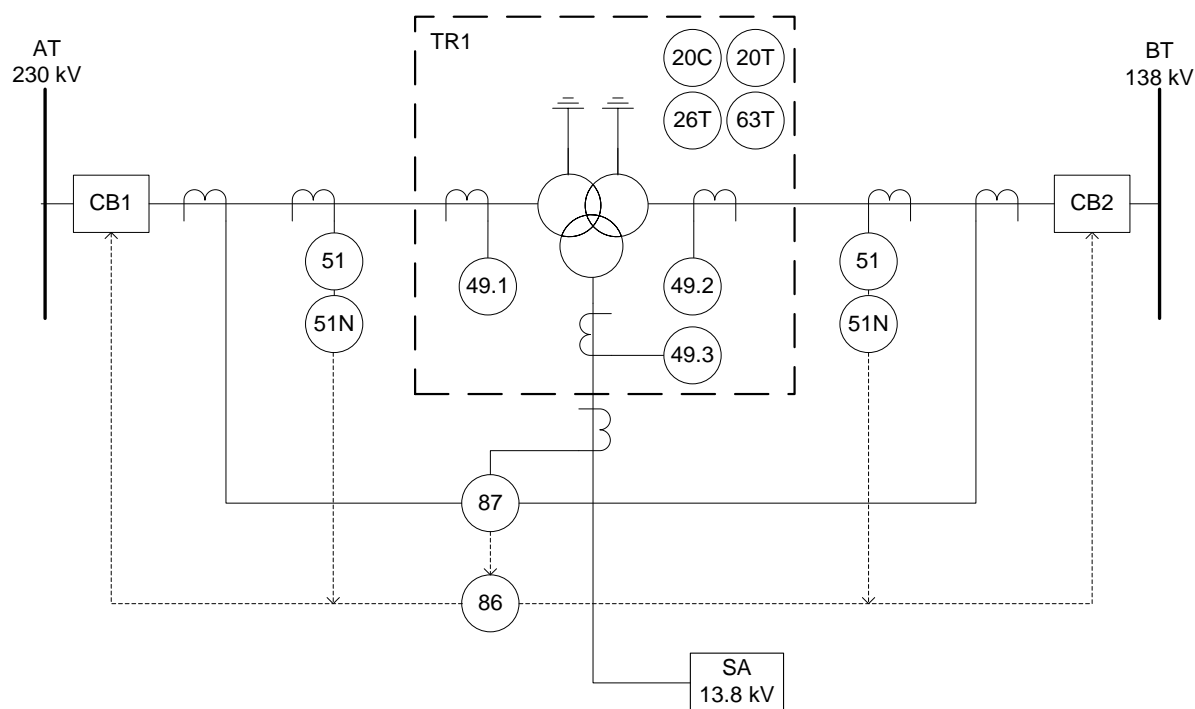 AT
230 kV
TR1
20C
20T
26T
63T
BT
138 kV
CB1
CB2
51
51N
49.1
49.2
49.3
51
51N
87
86
SA
13.8 kV